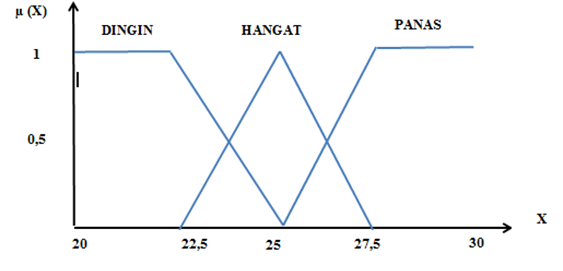 μ (X)
DINGIN HANGAT PANAS
1
0,5
X
20 22,5 25 27,5 30